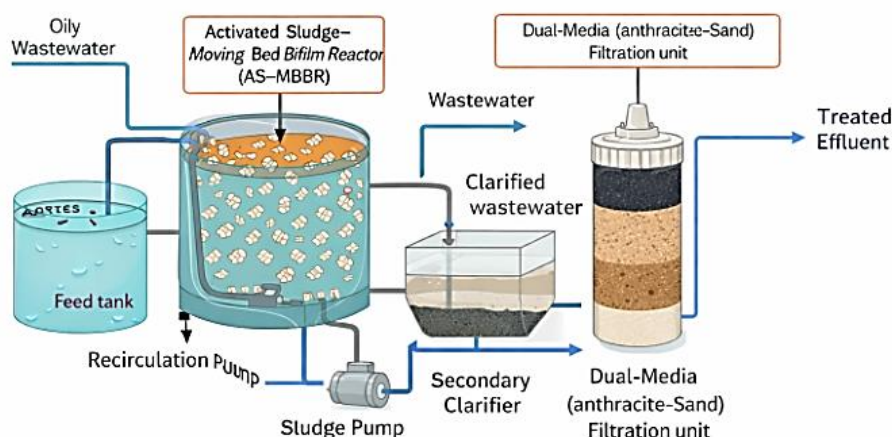 Oily
Wastewater
Activated Sludge–
Moving Bed Bifilm Reactor
(AS–MBBR)
Dual-Media (anthracite-Sand)
Filtration unit
Wastewater
Treated
Effluent
Clarified
wastewater
Feed tank
Recirculation Pump
Sludge Pump
Secondary
Clarifier
Dual-Media
(anthracite-Sand)
Filtration unit